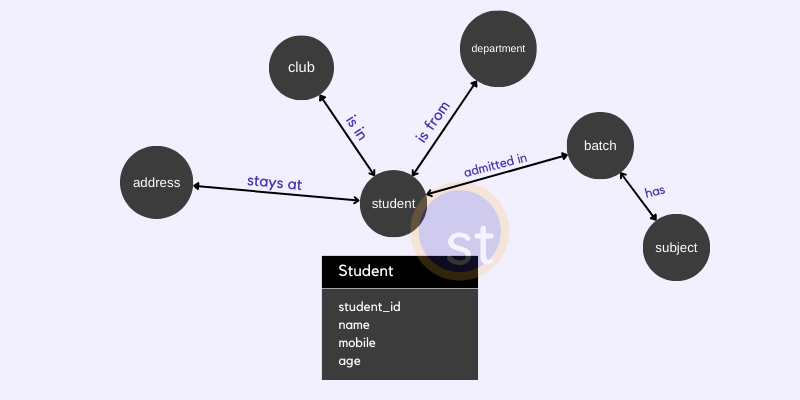 department
club
is in
is from
batch
admitted in
address
stays at
student
has
subject
st
Student
student_id
name
mobile
age